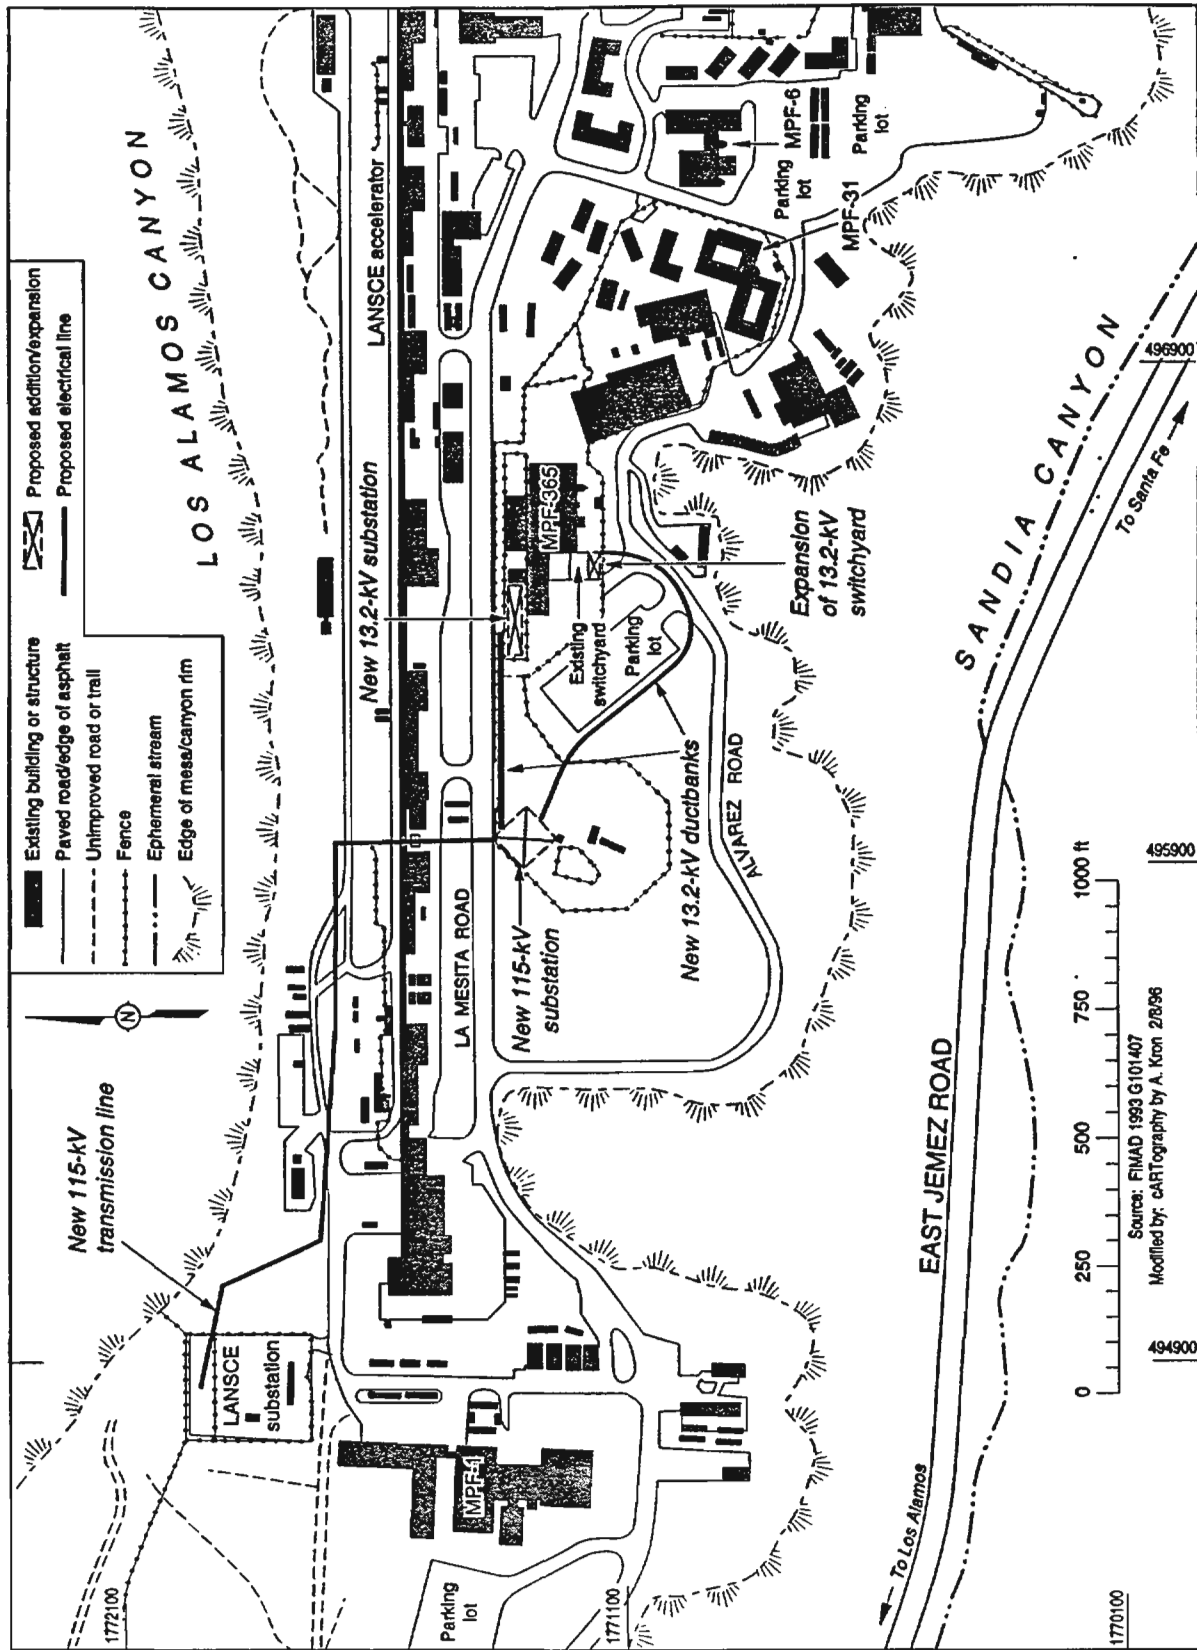 Existing building or structure
Paved road/edge of asphalt
Unimproved road or trail
Fence
Ephemeral stream
Edge of mesa/canyon rim
Proposed addition/expansion
Proposed electrical line
N
LOS ALAMOS CANYON
New 115-kV
transmission line
LANSCE
substation
New 13.2-kV substation
LANSCE accelerator
1772100
LA MESITA ROAD
MPF-1
MPF-365
New 115-kV
substation
Existing
switchyard
Parking
lot
Parking
lot
MPF-6
Parking
lot
MPF-31
Parking
lot
1771100
New 13.2-kV ductbanks
ALVAREZ ROAD
Expansion
of 13.2-kV
switchyard
SANDIA CANYON
EAST JEMEZ ROAD
To Los Alamos
To Santa Fe
0 250 500 750 1000 ft
Source: FIMAD 1993 G101407
Modified by: cARTography by A. Kron 2/8/96
1770100
494900
495900
496900